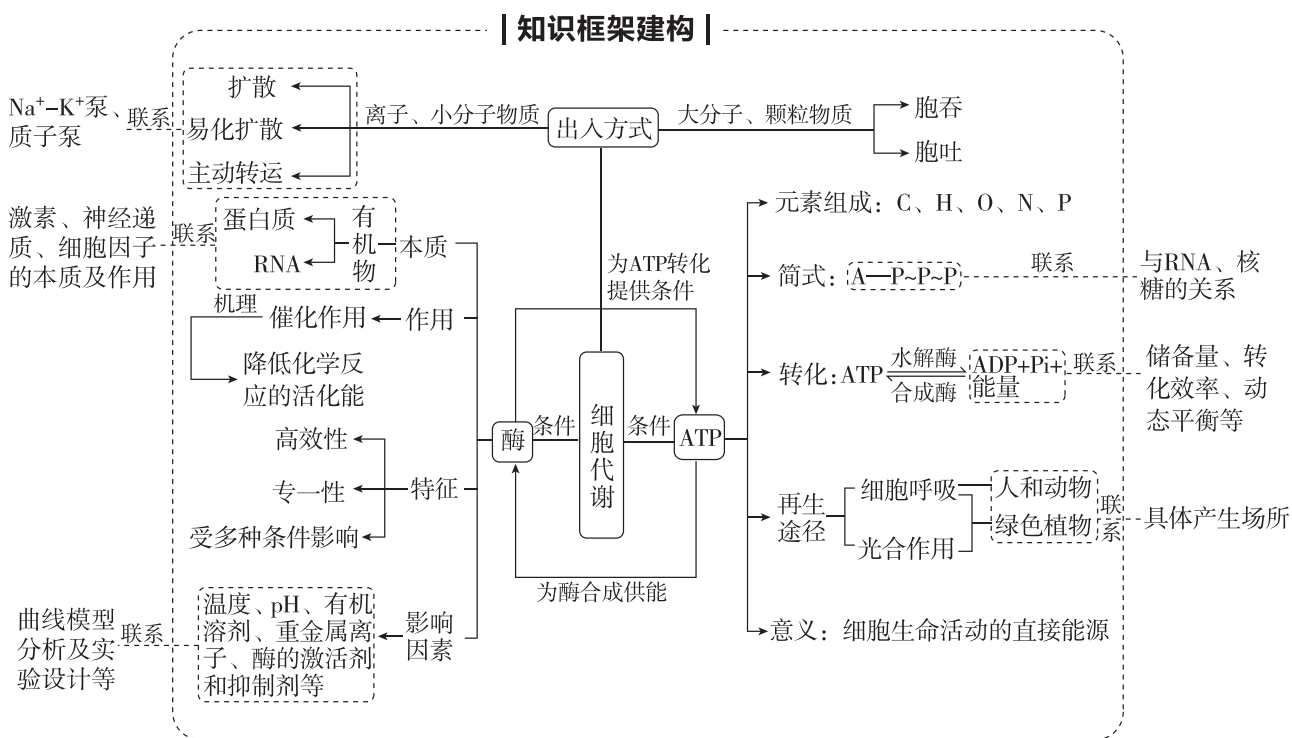 知识框架建构
Na⁺–K⁺泵、
质子泵
联系
扩散
易化扩散
主动转运
离子、小分子物质
出入方式
大分子、颗粒物质
胞吞
胞吐
激素、神经递
质、细胞因子
的本质及作用
联系
蛋白质
RNA
有
机
物
本质
机理
催化作用
作用
降低化学反
应的活化能
高效性
专一性
受多种条件影响
特征
曲线模型
分析及实
验设计等
联系
温度、pH、有机
溶剂、重金属离
子、酶的激活剂
和抑制剂等
影响
因素
为ATP转化
提供条件
酶
条件
细
胞
代
谢
条件
ATP
为酶合成供能
元素组成：C、H、O、N、P
简式：A—P~P~P
联系
与RNA、核
糖的关系
转化：ATP
水解酶
合成酶
ADP+Pi+
能量
联系
储备量、转
化效率、动
态平衡等
再生
途径
细胞呼吸
光合作用
人和动物
绿色植物
联
系
具体产生场所
意义：细胞生命活动的直接能源